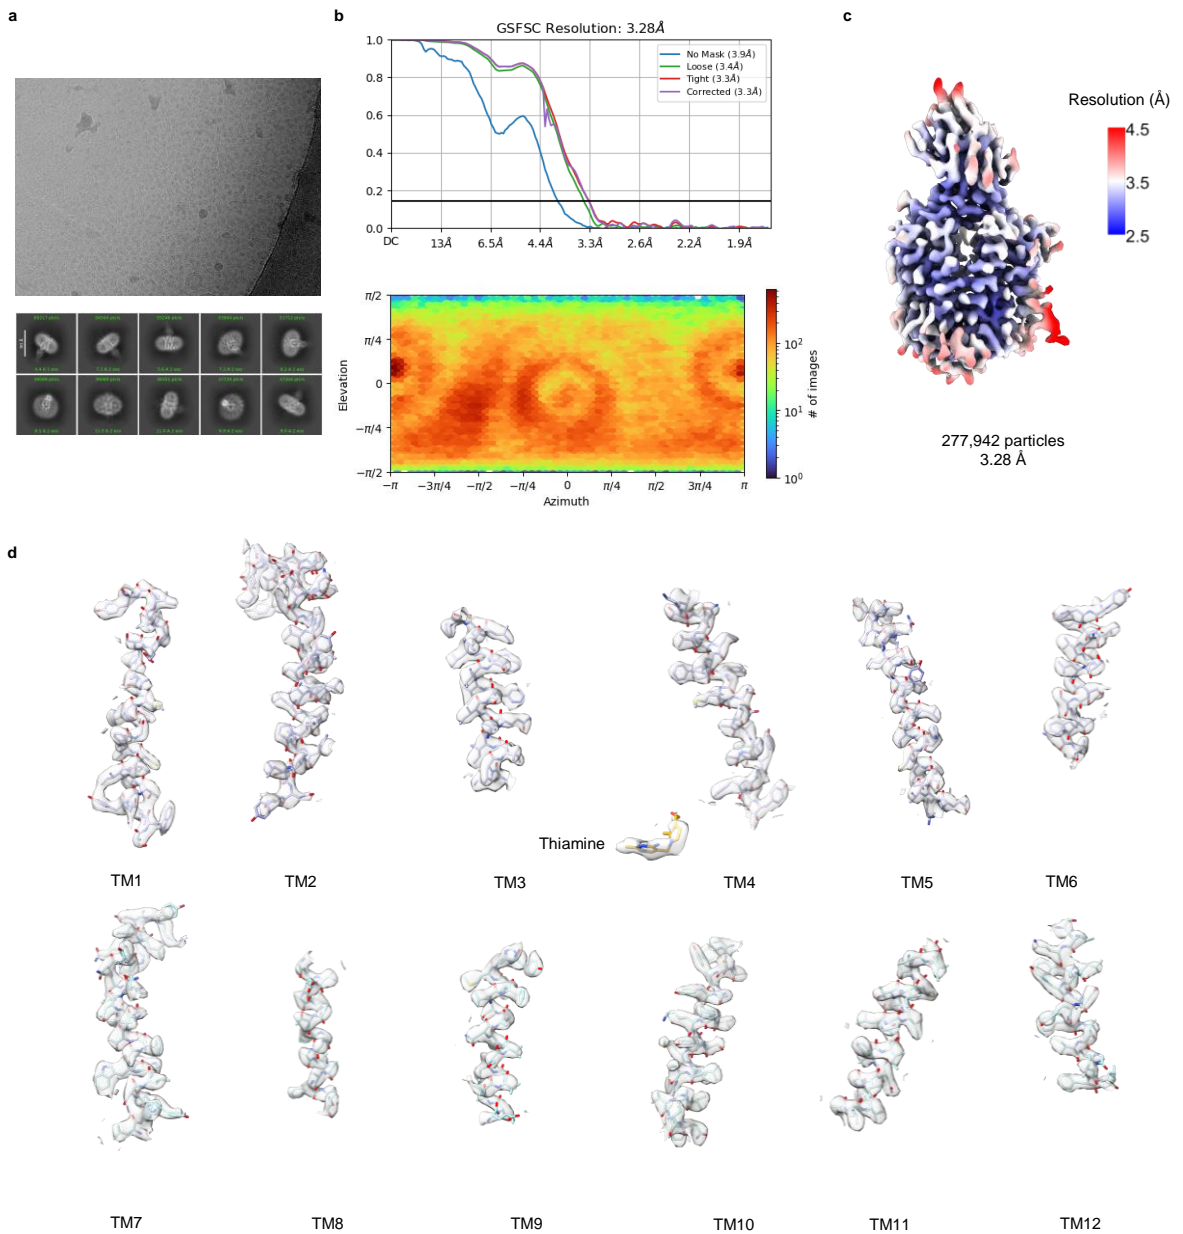 a
b
GSFSC Resolution: 3.28Å
1.0
0.8
0.6
0.4
0.2
0.0
DC
13Å
6.5Å
4.4Å
3.3Å
2.6Å
2.2Å
1.9Å
No Mask (3.9Å)
Loose (3.4Å)
Tight (3.3Å)
Corrected (3.3Å)
π/2
π/4
0
−π/4
−π/2
Elevation
−π
−3π/4
−π/2
−π/4
0
π/4
π/2
3π/4
π
Azimuth
10²
10¹
10⁰
# of images
c
Resolution (Å)
4.5
3.5
2.5
277,942 particles
3.28 Å
d
Thiamine
TM1
TM2
TM3
TM4
TM5
TM6
TM7
TM8
TM9
TM10
TM11
TM12